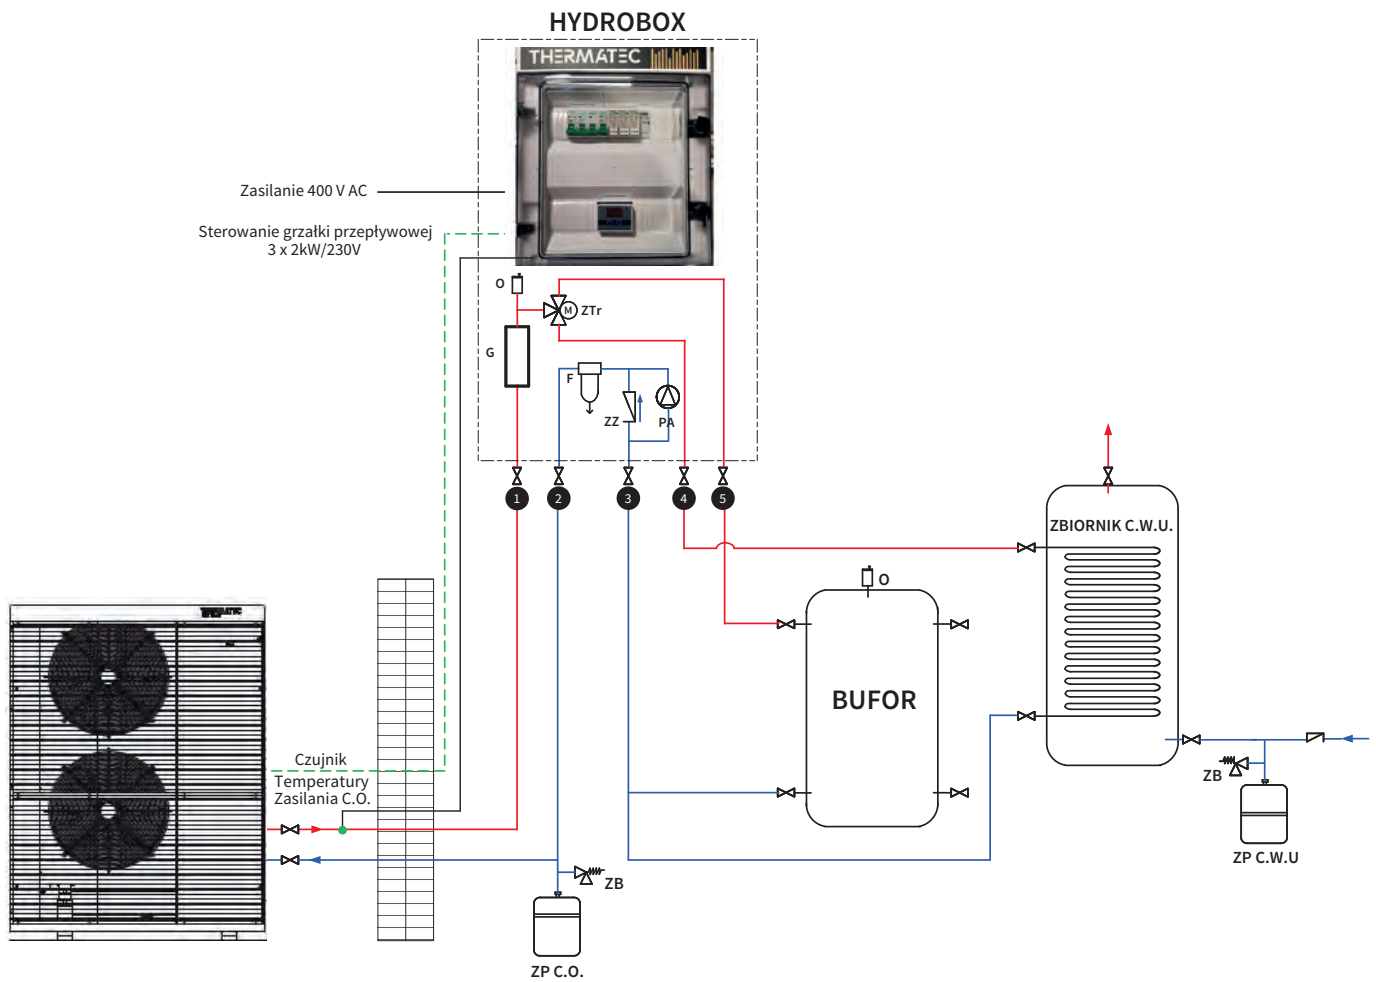 HYDROBOX
THERMATEC
Zasilanie 400 V AC
Sterowanie grzałki przepływowej
3 x 2kW/230V
O
M
ZTr
G
F
ZZ
PA
1
2
3
4
5
ZBIORNIK C.W.U.
O
BUFOR
THERMATEC
Czujnik
Temperatury
Zasilania C.O.
ZB
ZP C.W.U
ZB
ZP C.O.